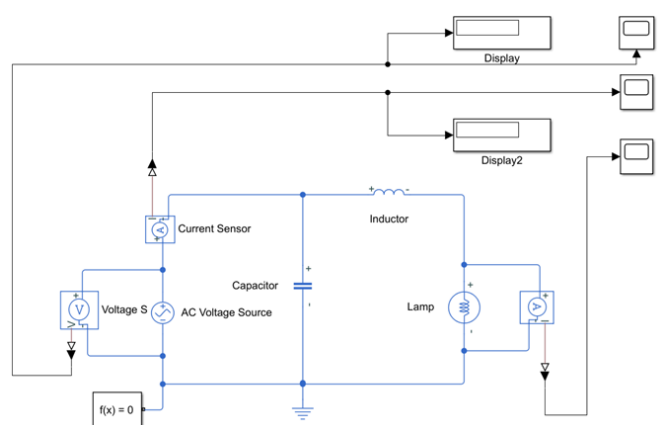 Display
Display2
Inductor
Current Sensor
A
Capacitor
Voltage S
V
AC Voltage Source
Lamp
A
f(x) = 0